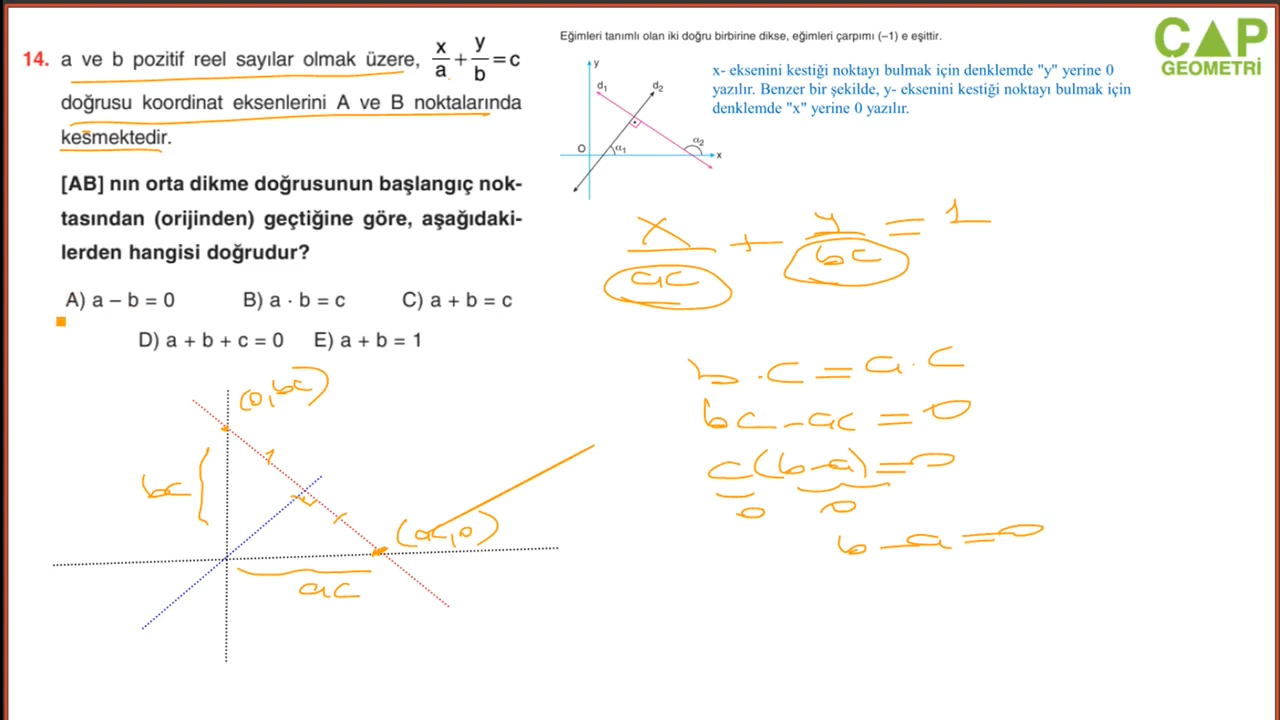 14. a ve b pozitif reel sayılar olmak üzere, x/a + y/b = c
doğrusu koordinat eksenlerini A ve B noktalarında
kesmektedir.
[AB] nın orta dikme doğrusunun başlangıç nok-
tasından (orijinden) geçtiğine göre, aşağıdaki-
lerden hangisi doğrudur?
A) a – b = 0 B) a · b = c C) a + b = c
D) a + b + c = 0 E) a + b = 1
Eğimleri tanımlı olan iki doğru birbirine dikse, eğimleri çarpımı (–1) e eşittir.
y
d₁ d₂
O α₁ α₂ x
x- eksenini kestiği noktayı bulmak için denklemde "y" yerine 0
yazılır. Benzer bir şekilde, y- eksenini kestiği noktayı bulmak için
denklemde "x" yerine 0 yazılır.
ÇAP
GEOMETRİ
x/ac + y/bc = 1
b . c = a . c
bc – ac = 0
c (b – a) = 0
0 0
b – a = 0
(0, bc)
bc
(ac, 0)
ac